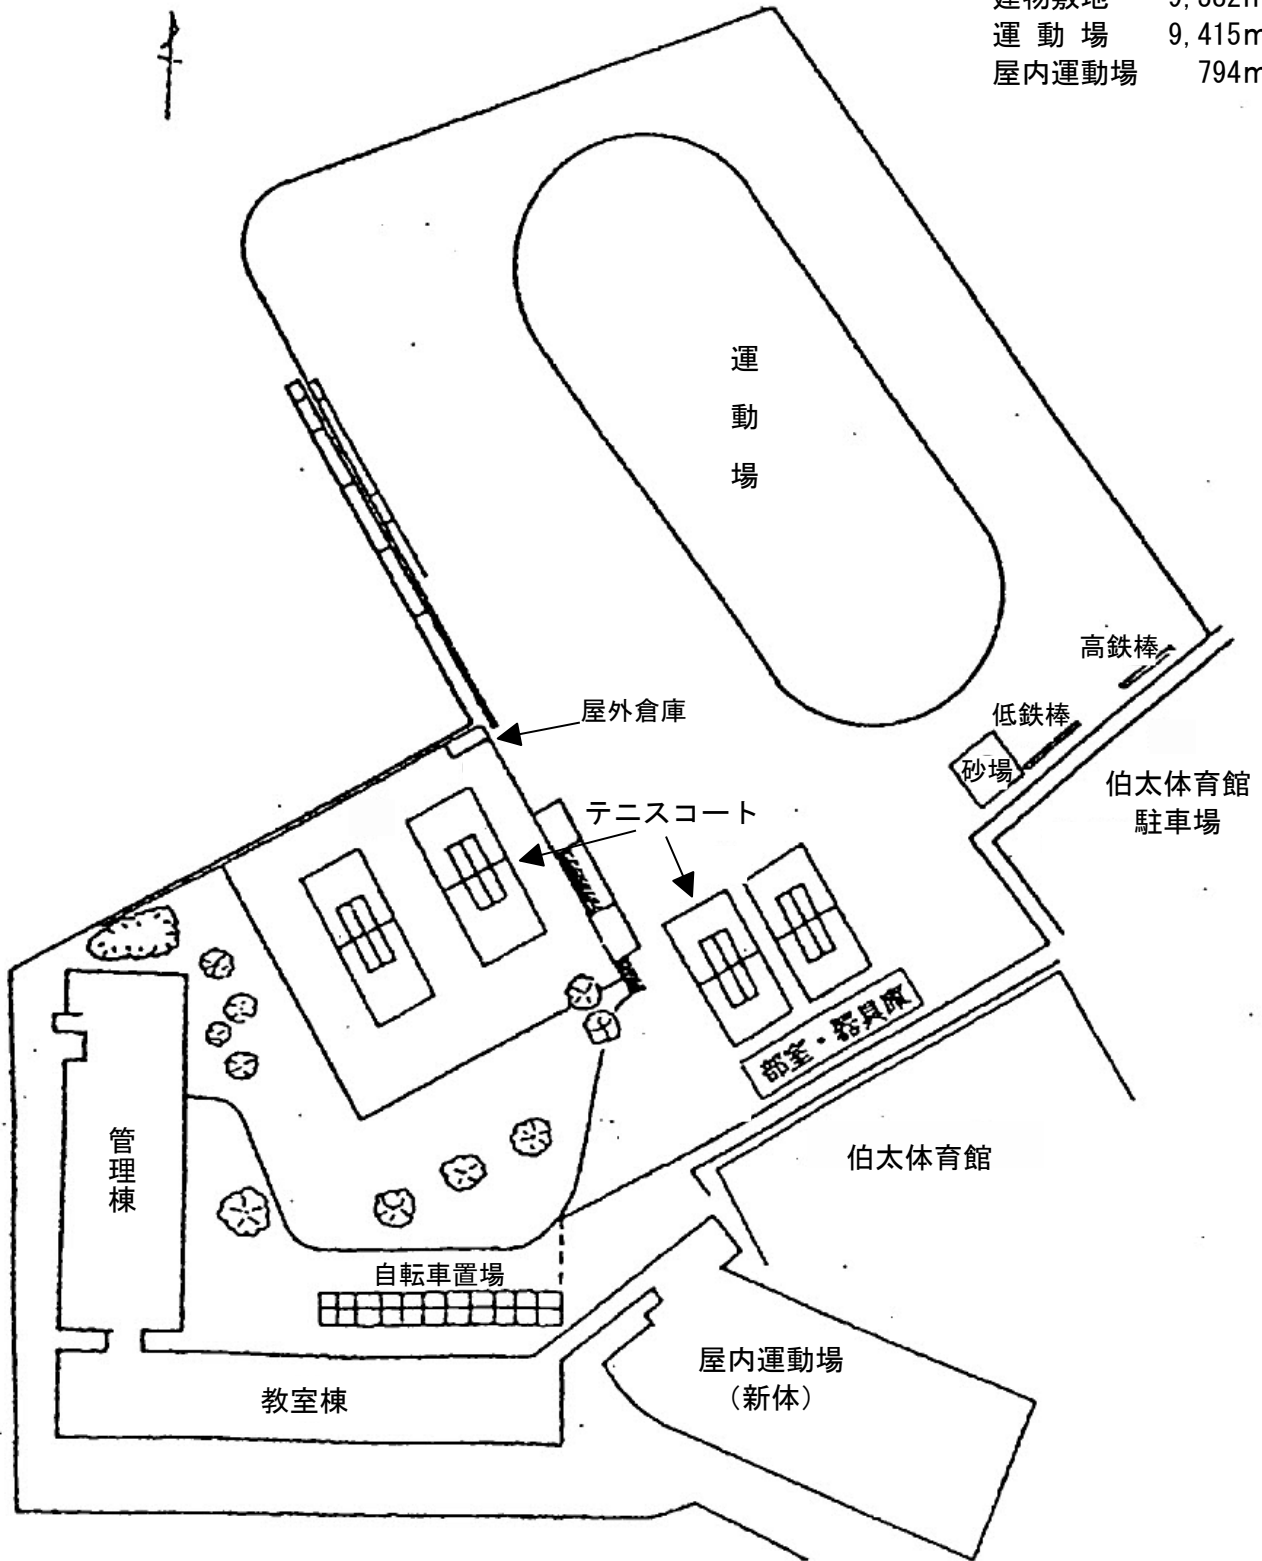 運動場 9,415m
屋内運動場 794m
運動場
高鉄棒
屋外倉庫
低鉄棒
砂場
伯太体育館
駐車場
テニスコート
部室・器具庫
管理棟
伯太体育館
自転車置場
屋内運動場
（新体）
教室棟